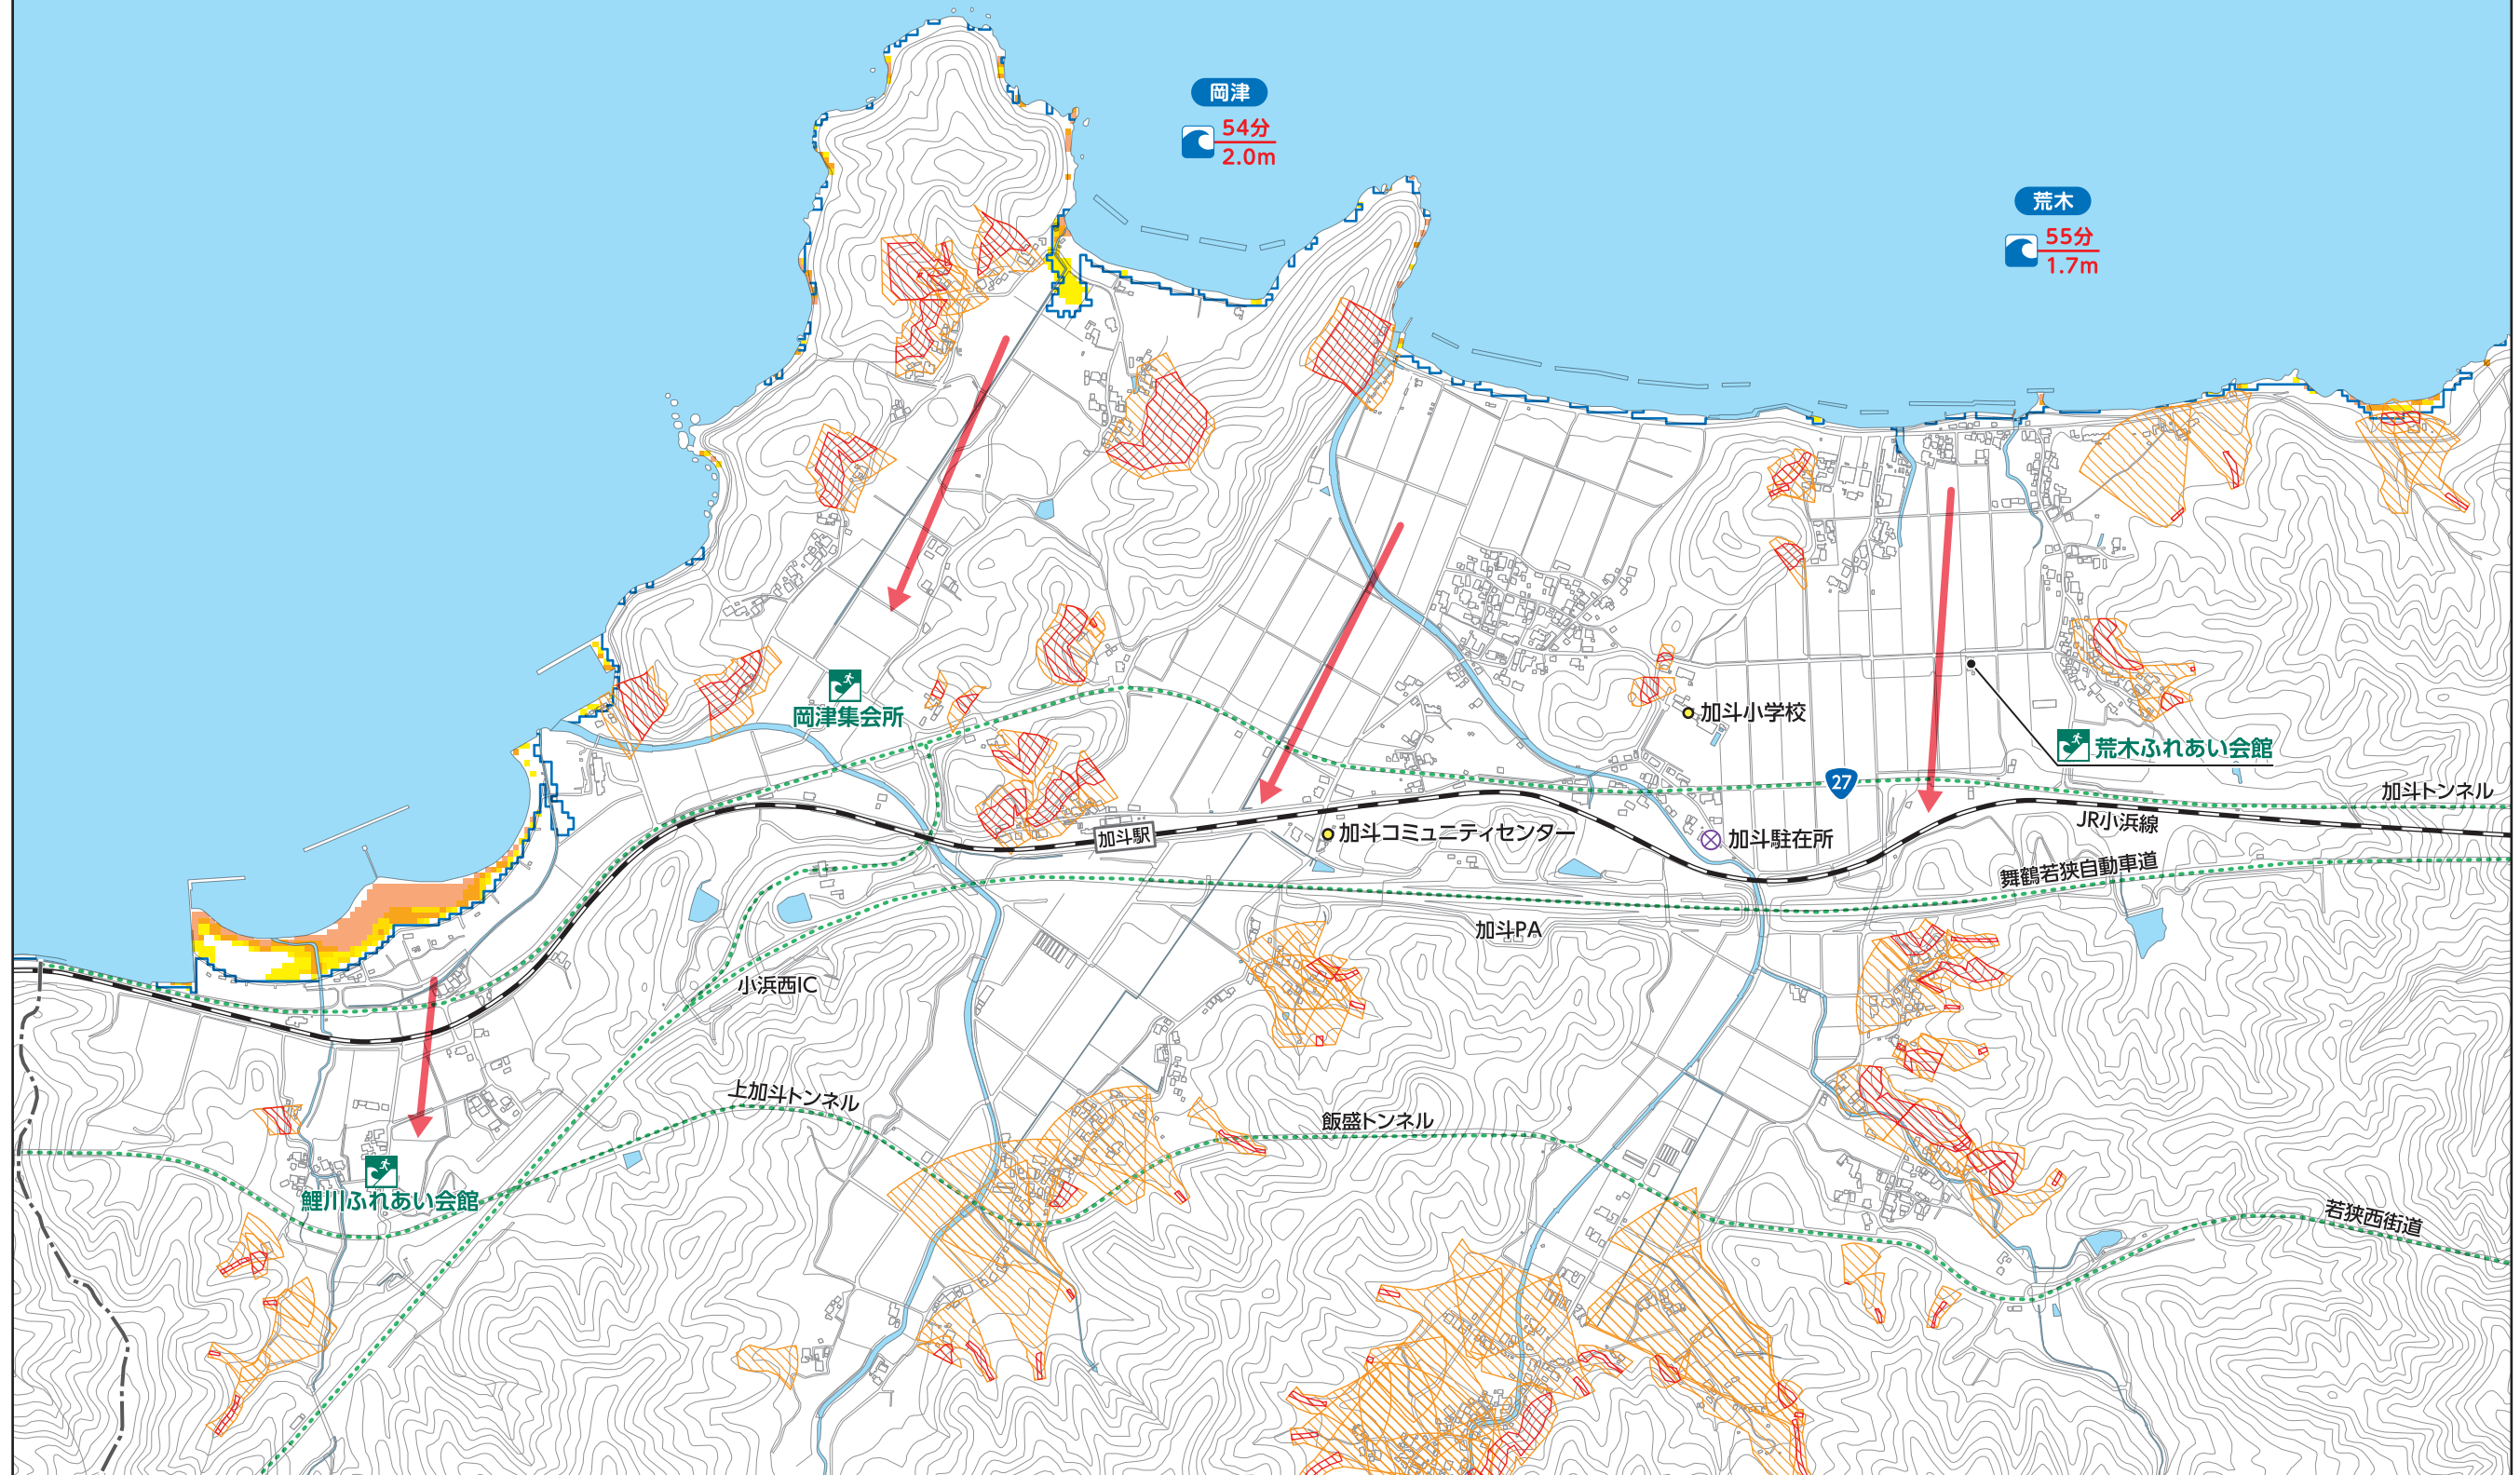 岡津
54分
2.0m
荒木
55分
1.7m
岡津集会所
加斗小学校
荒木ふれあい会館
27
加斗トンネル
JR小浜線
加斗駅
加斗コミュニティセンター
加斗駐在所
舞鶴若狭自動車道
加斗PA
小浜西IC
上加斗トンネル
飯盛トンネル
鯉川ふれあい会館
若狭西街道